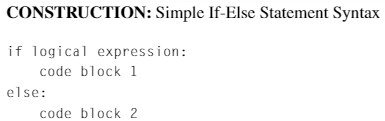 CONSTRUCTION: Simple If-Else Statement Syntax
if logical expression:
    code block 1
else:
    code block 2